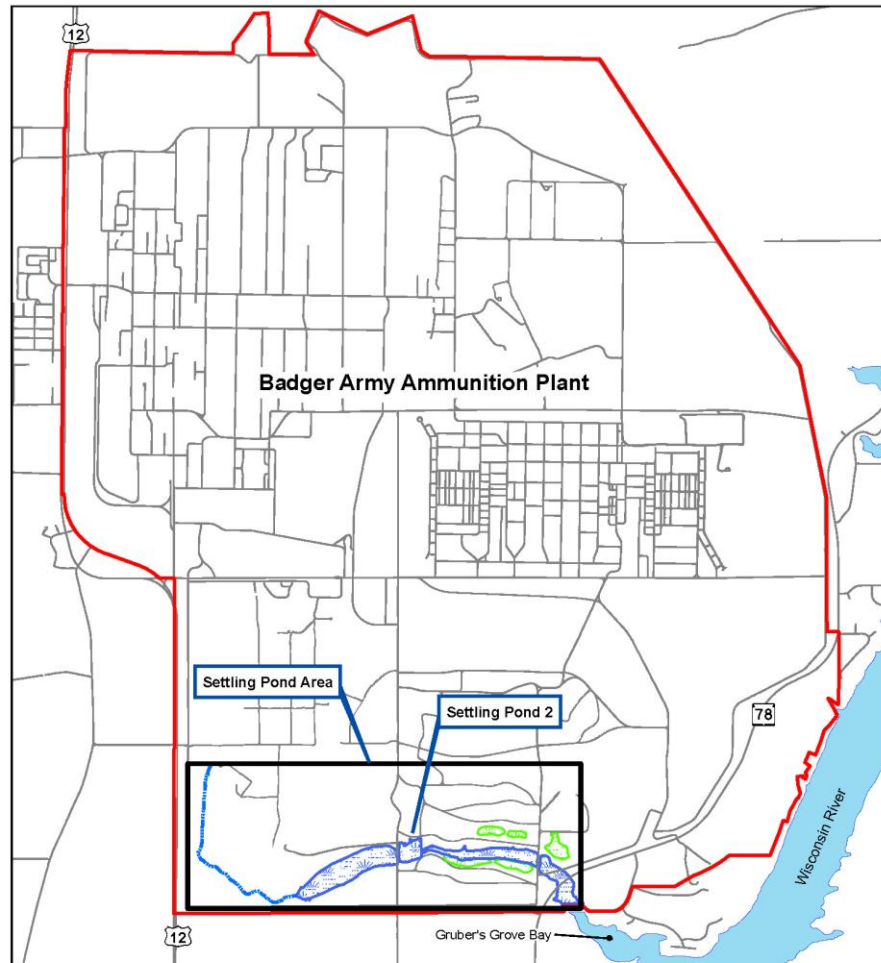 12
Badger Army Ammunition Plant
Settling Pond Area
Settling Pond 2
78
Wisconsin River
12
Gruber's Grove Bay